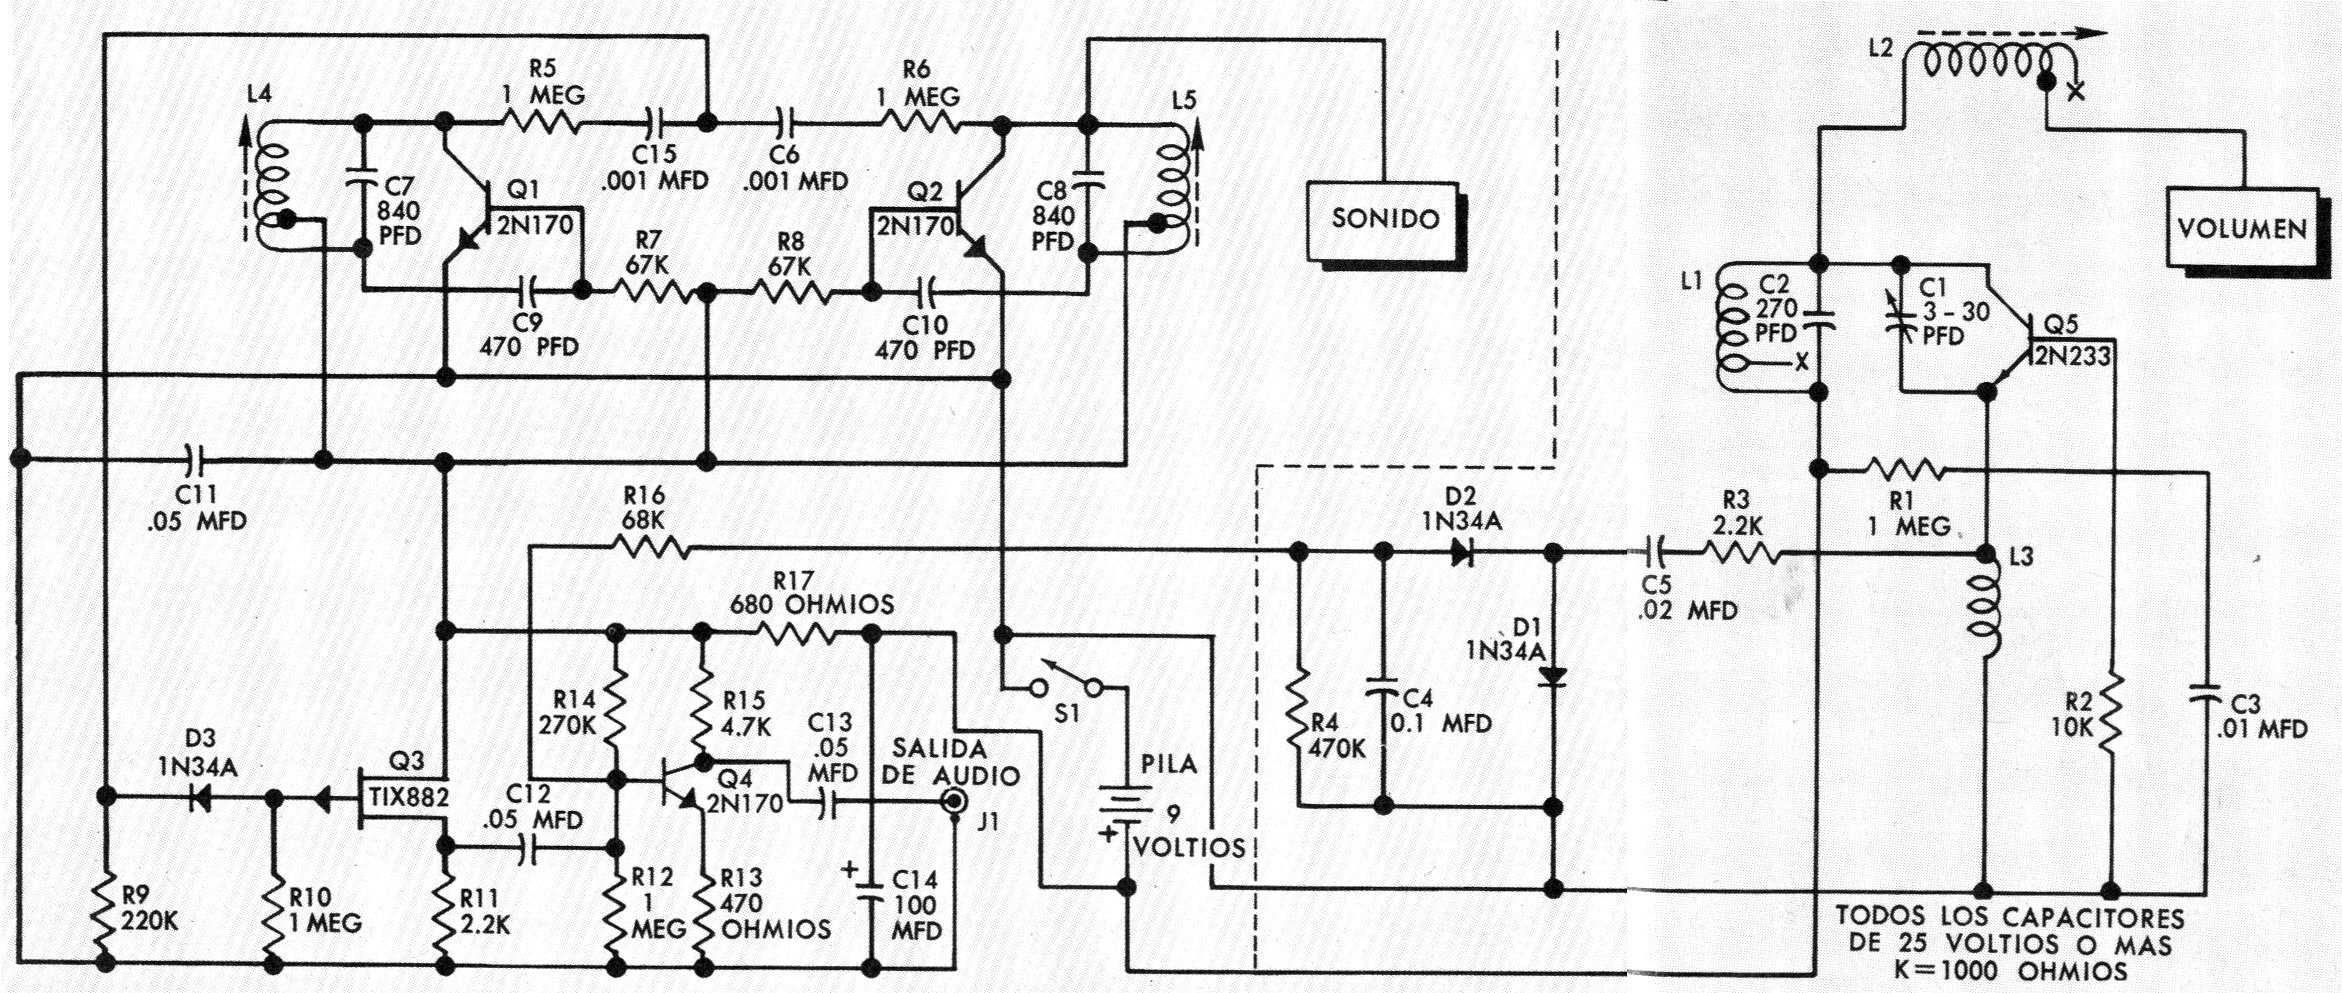 L4
R5
1 MEG
C15
.001 MFD
C6
.001 MFD
R6
1 MEG
L5
C7
840
PFD
Q1
2N170
Q2
2N170
C8
840
PFD
SONIDO
R7
67K
R8
67K
C9
470 PFD
C10
470 PFD
C11
.05 MFD
L2
X
VOLUMEN
L1
C2
270
PFD
X
C1
3-30
PFD
Q5
2N233
R16
68K
D2
1N34A
R3
2.2K
R1
1 MEG
C5
.02 MFD
L3
R17
680 OHMIOS
D1
1N34A
R14
270K
R15
4.7K
C13
.05
MFD
SALIDA
DE AUDIO
J1
S1
PILA
9
VOLTIOS
+
R4
470K
C4
0.1 MFD
R2
10K
C3
.01 MFD
D3
1N34A
Q3
TIX882
C12
.05 MFD
Q4
2N170
R9
220K
R10
1 MEG
R11
2.2K
R12
1
MEG
R13
470
OHMIOS
+
C14
100
MFD
TODOS LOS CAPACITORES
DE 25 VOLTIOS O MAS
K=1000 OHMIOS